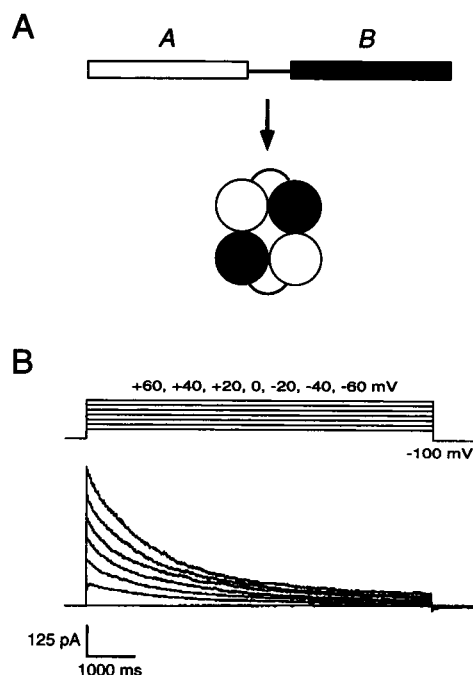 A
A B
B
+60, +40, +20, 0, -20, -40, -60 mV
-100 mV
125 pA
1000 ms